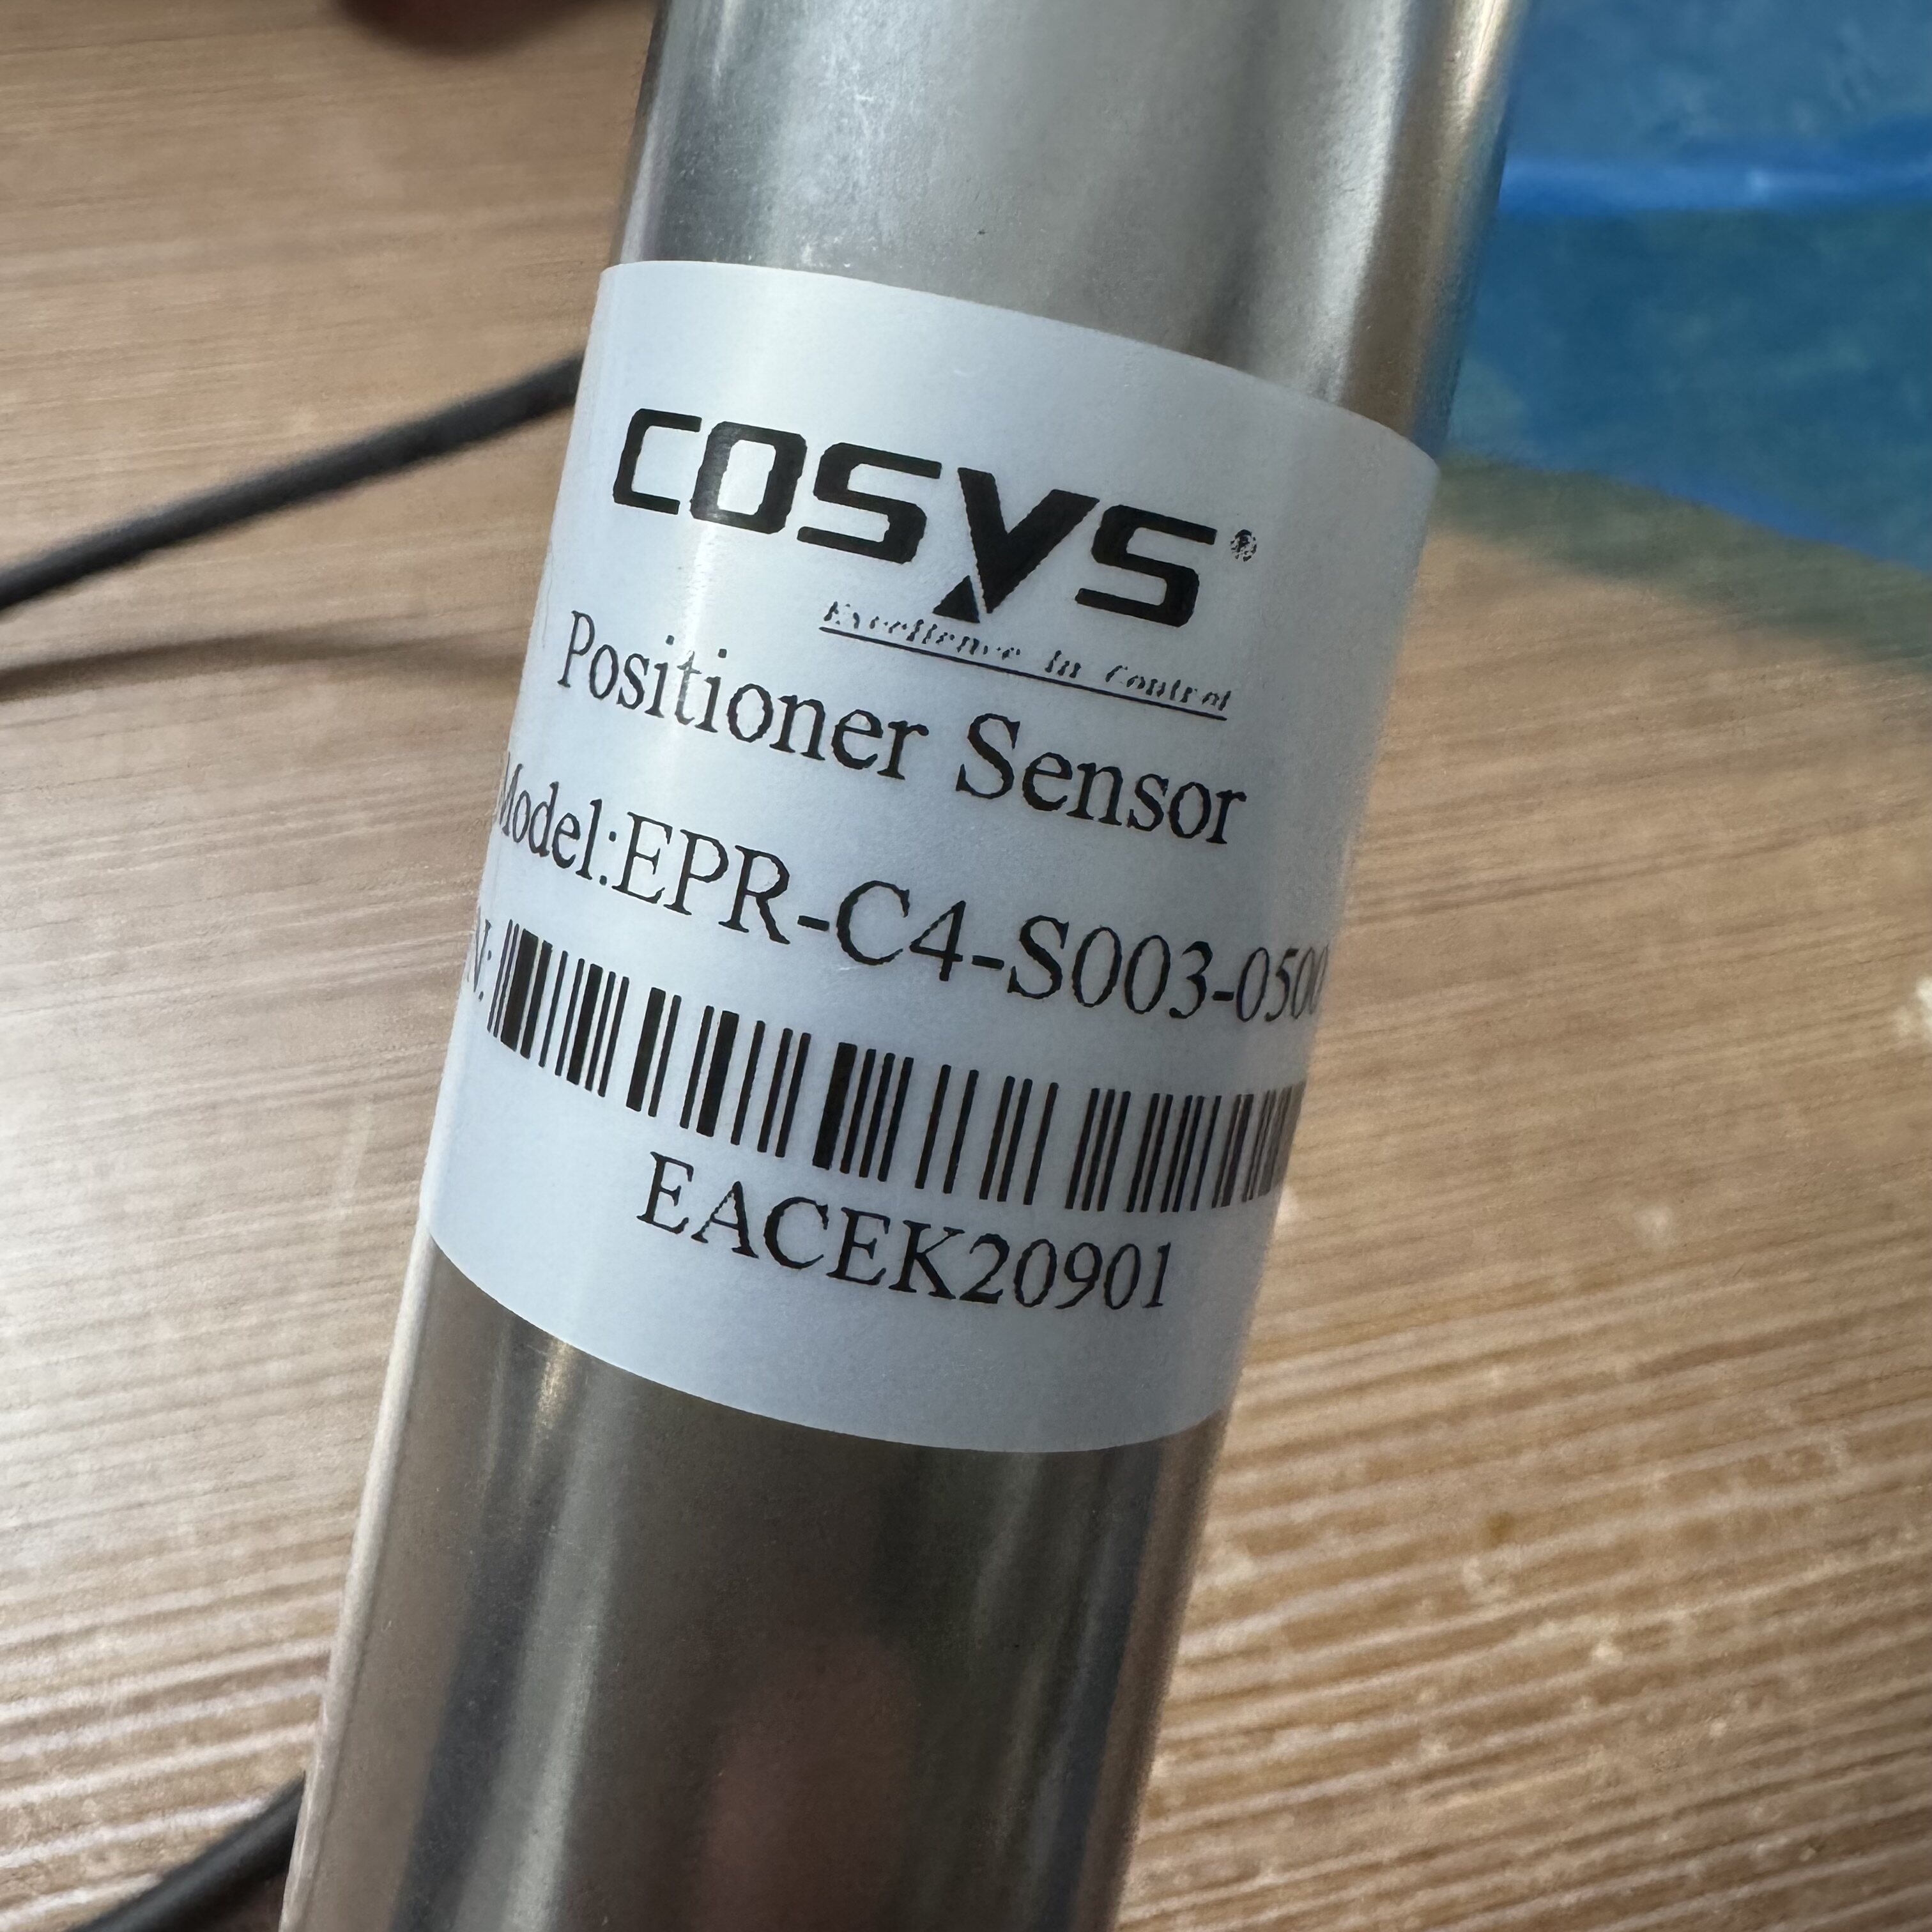 COSYS®
Excellence in Control
Positioner Sensor
Model:EPR-C4-S003-0500
N:
EACEK20901